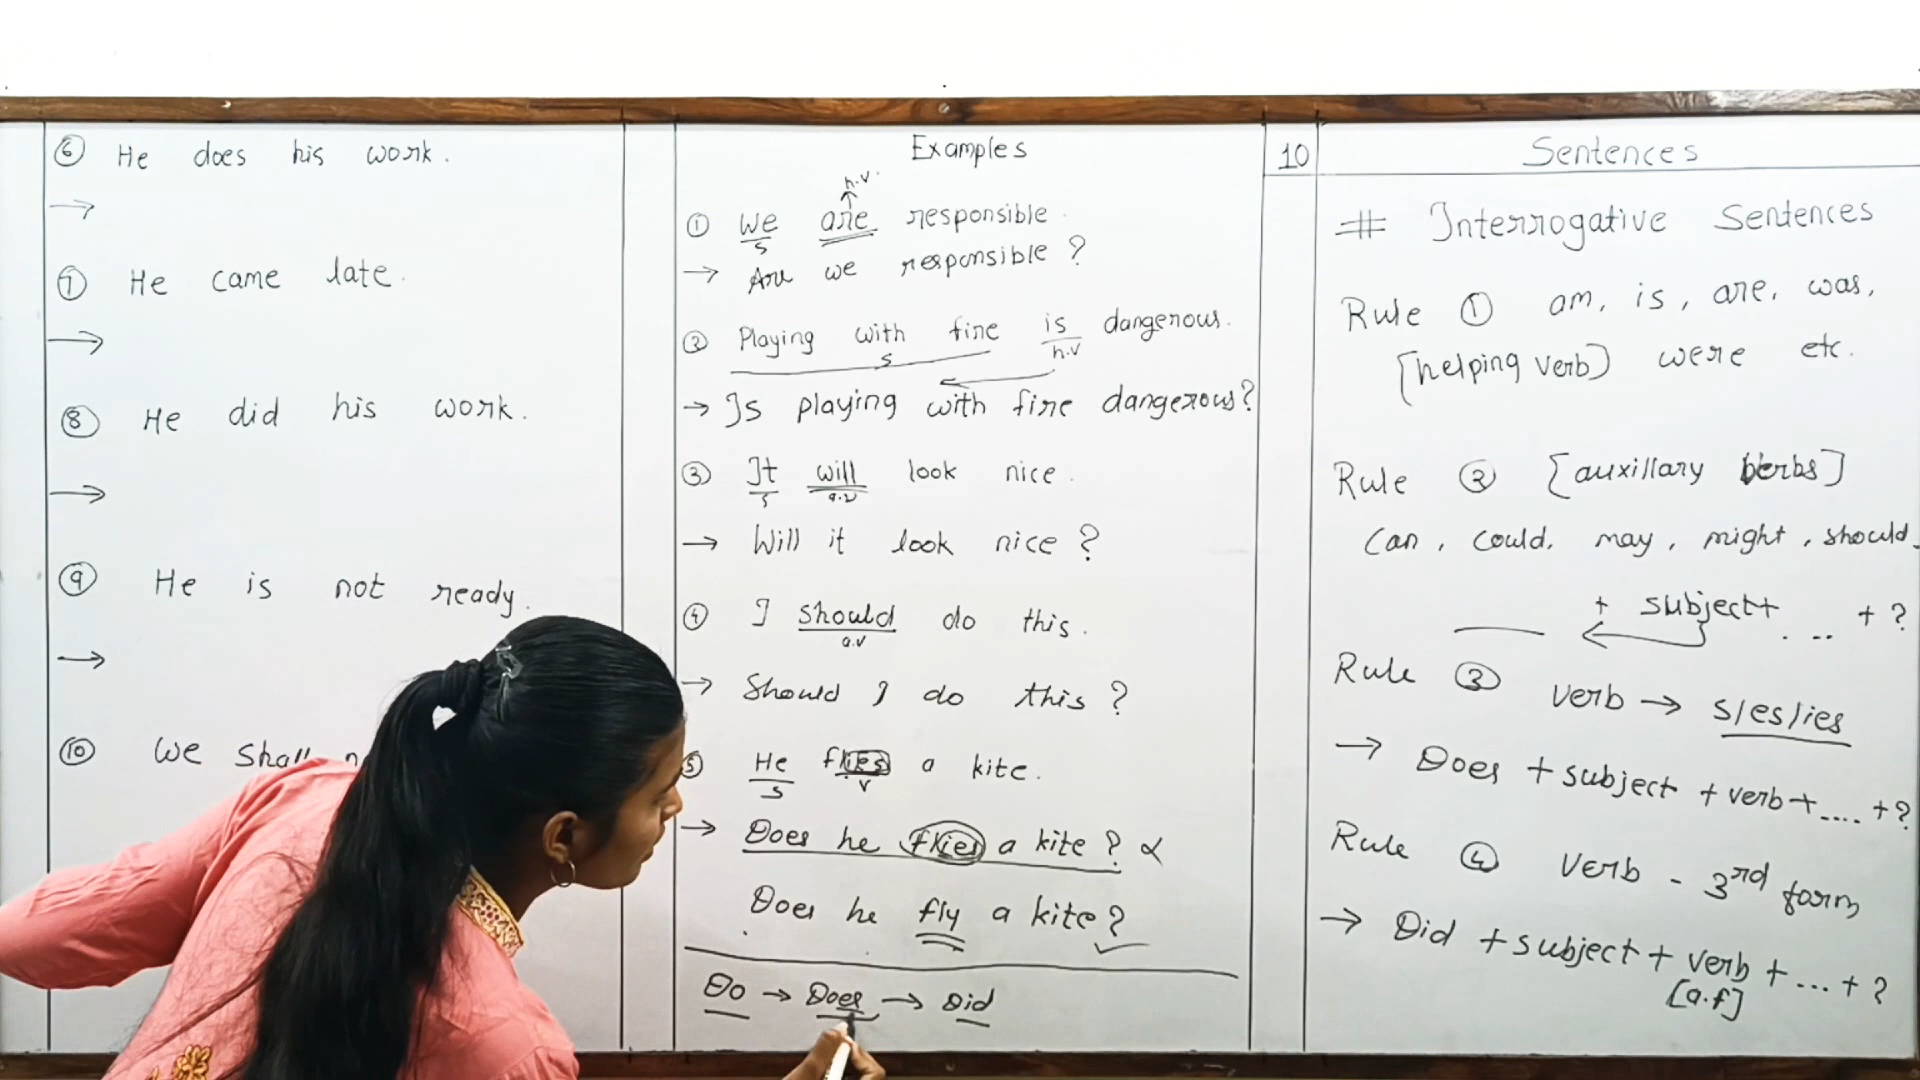 ⑥ He does his work.
→
⑦ He came late.
→
⑧ He did his work.
→
⑨ He is not ready.
→
⑩ We shall
Examples
h.v.
① We are responsible.
s
→ Are we responsible?
② Playing with fire is dangerous.
s h.v
→ Is playing with fire dangerous?
③ It will look nice.
s a.v
→ Will it look nice?
④ I should do this.
a.v
→ Should I do this?
⑤ He flies a kite.
s v
→ Does he flies a kite?
Does he fly a kite?
Do → Does → Did
10 Sentences
# Interrogative Sentences
Rule ① am, is, are, was,
[helping verb] were etc.
Rule ② [auxillary verbs]
Can, could, may, might, should
+ subject+ ... + ?
Rule ③ verb → s/es/ies
→ Does + subject + verb + .... + ?
Rule ④ verb - 3rd form
→ Did + subject + verb + ... + ?
[a.f]